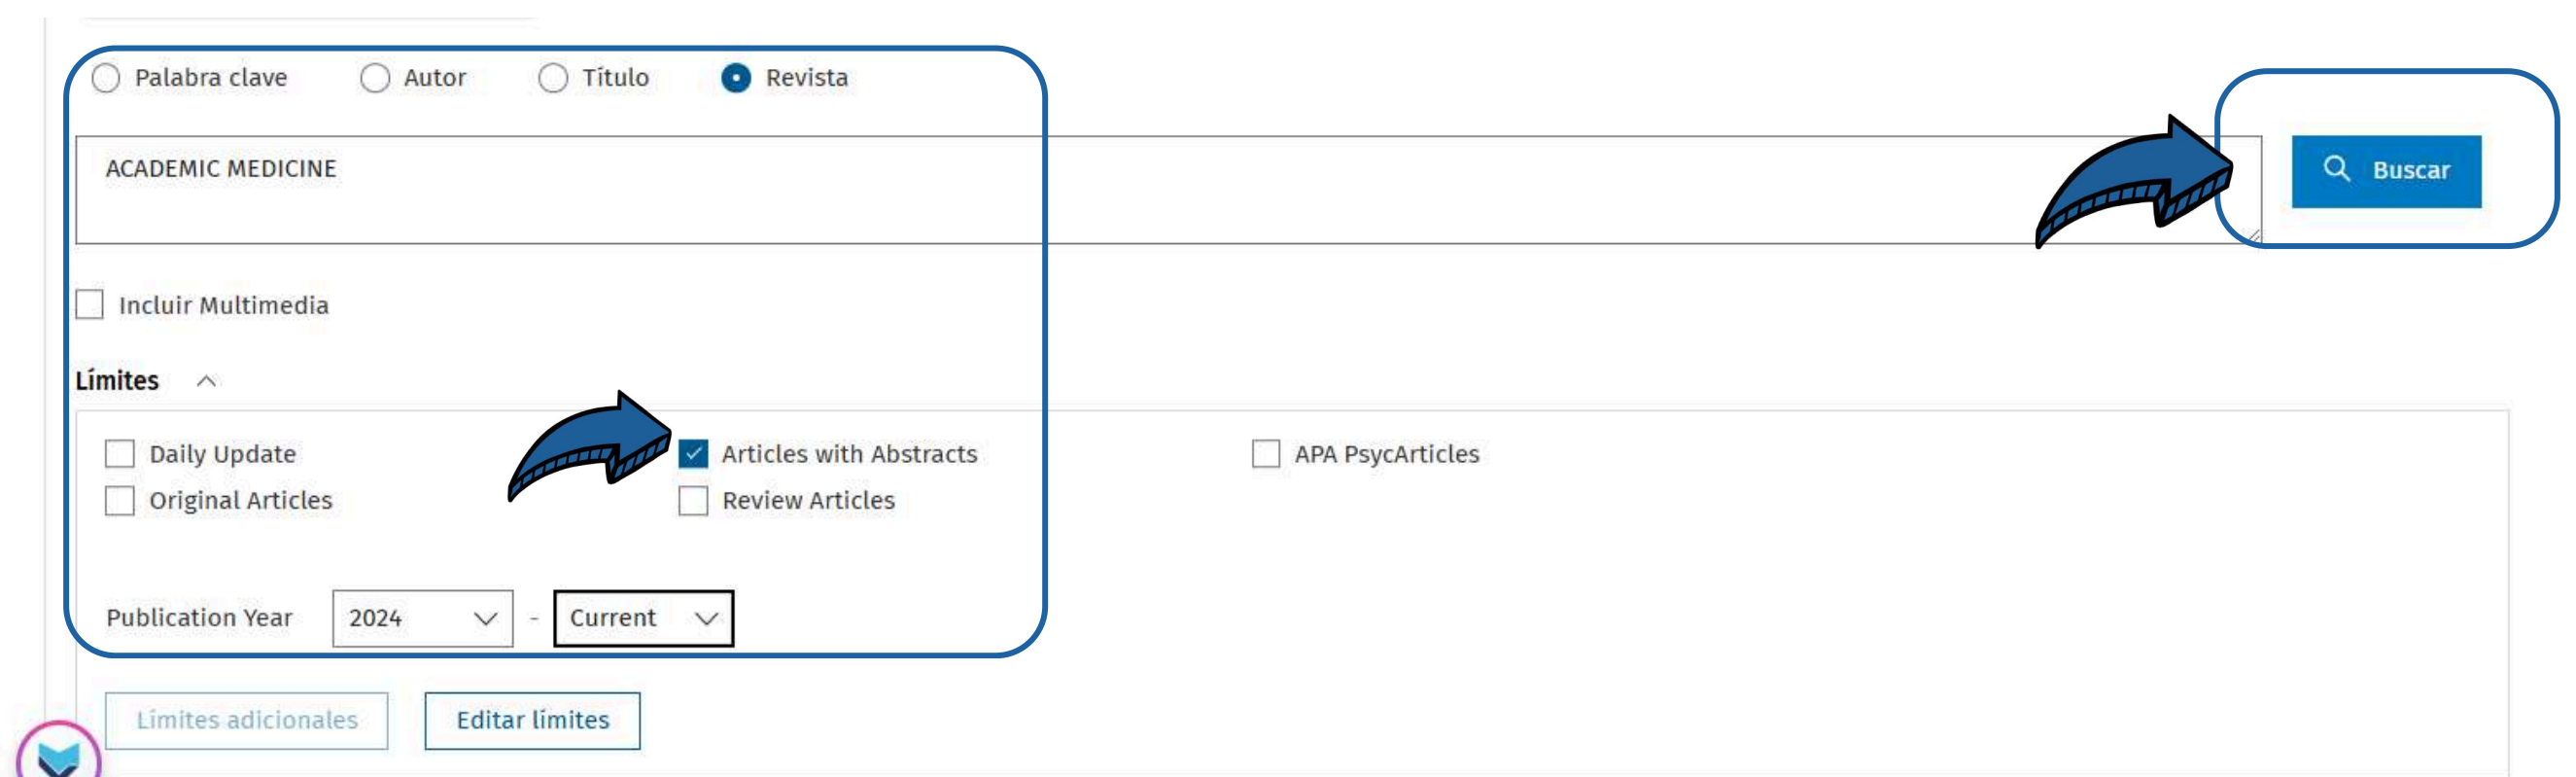 Palabra clave Autor Título Revista
ACADEMIC MEDICINE
Buscar
Incluir Multimedia
Límites
Daily Update Articles with Abstracts APA PsycArticles
Original Articles Review Articles
Publication Year 2024 - Current
Límites adicionales Editar límites